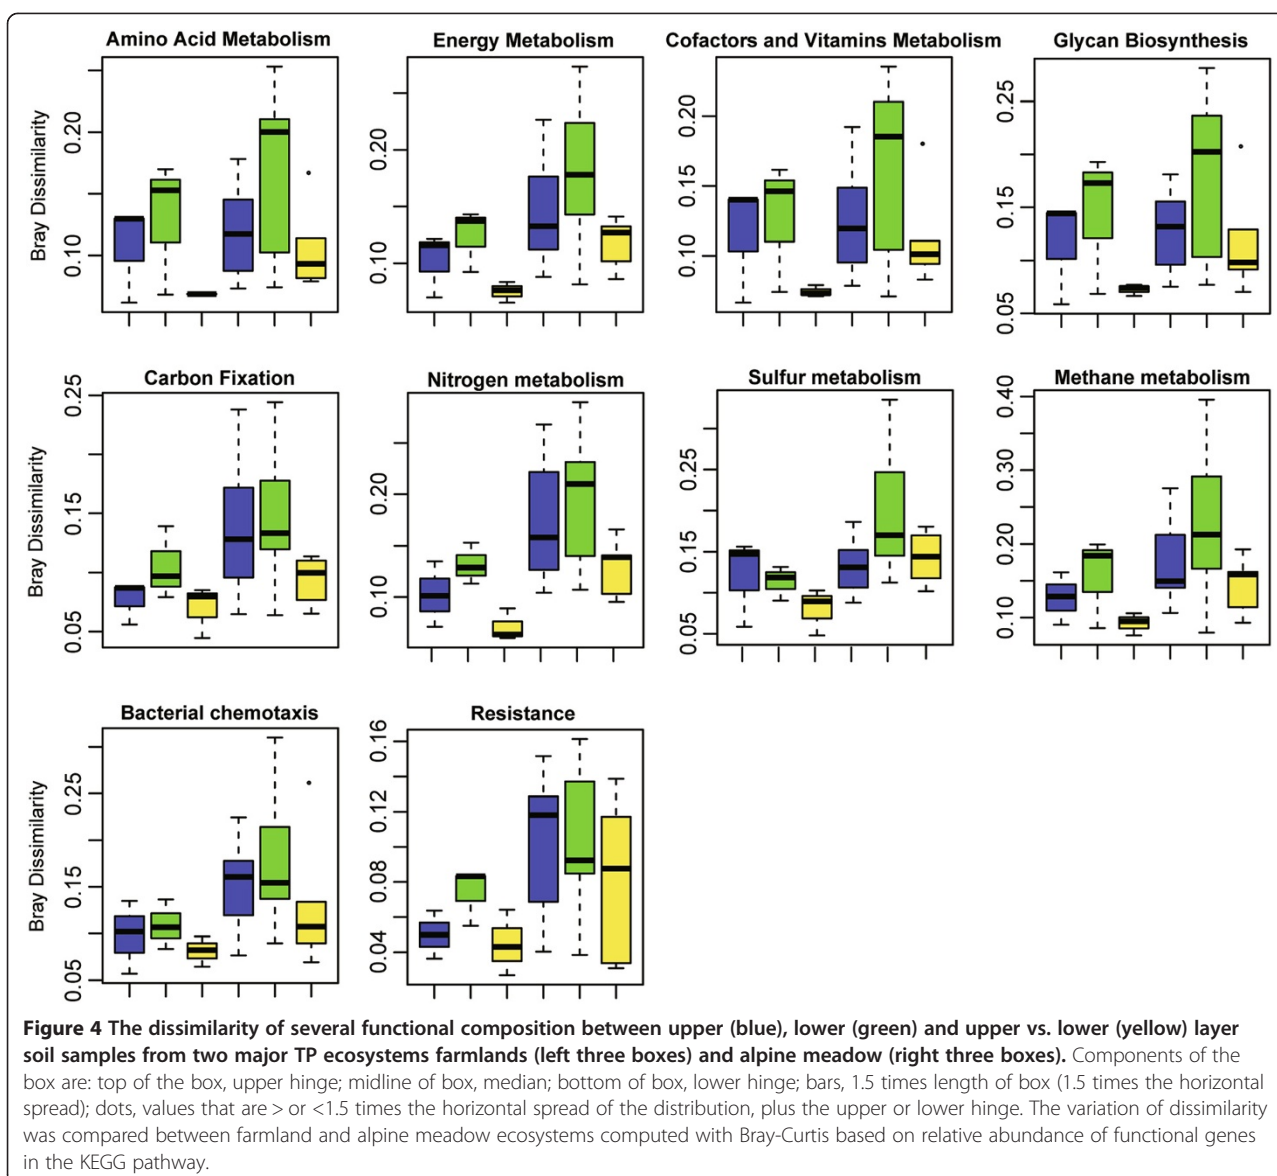 Amino Acid Metabolism
Energy Metabolism
Cofactors and Vitamins Metabolism
Glycan Biosynthesis
Bray Dissimilarity
0.10
0.20
0.10
0.20
0.10
0.15
0.20
0.05
0.15
0.25
Carbon Fixation
Nitrogen metabolism
Sulfur metabolism
Methane metabolism
Bray Dissimilarity
0.05
0.15
0.25
0.10
0.20
0.05
0.15
0.25
0.10
0.20
0.30
0.40
Bacterial chemotaxis
Resistance
Bray Dissimilarity
0.05
0.15
0.25
0.04
0.08
0.12
0.16
Figure 4 The dissimilarity of several functional composition between upper (blue), lower (green) and upper vs. lower (yellow) layer
soil samples from two major TP ecosystems farmlands (left three boxes) and alpine meadow (right three boxes). Components of the
box are: top of the box, upper hinge; midline of box, median; bottom of box, lower hinge; bars, 1.5 times length of box (1.5 times the horizontal
spread); dots, values that are > or <1.5 times the horizontal spread of the distribution, plus the upper or lower hinge. The variation of dissimilarity
was compared between farmland and alpine meadow ecosystems computed with Bray-Curtis based on relative abundance of functional genes
in the KEGG pathway.